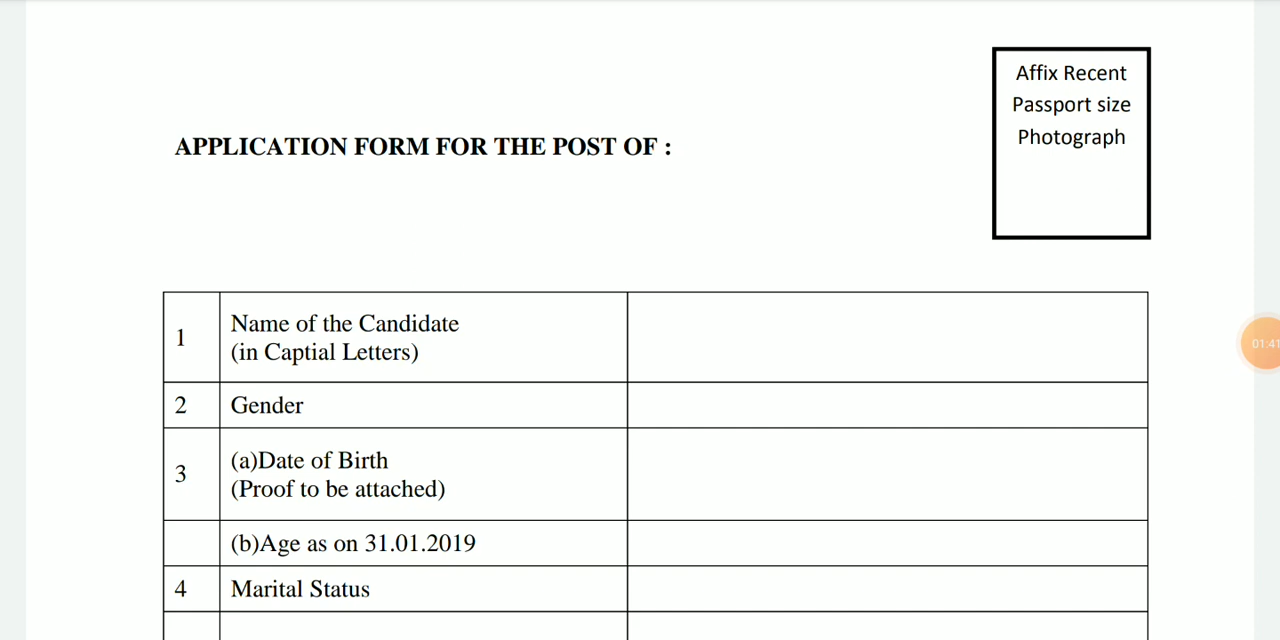 Affix Recent
Passport size
Photograph
APPLICATION FORM FOR THE POST OF :
1
Name of the Candidate
(in Captial Letters)
2 Gender
3
(a)Date of Birth
(Proof to be attached)
(b)Age as on 31.01.2019
4 Marital Status
01:41